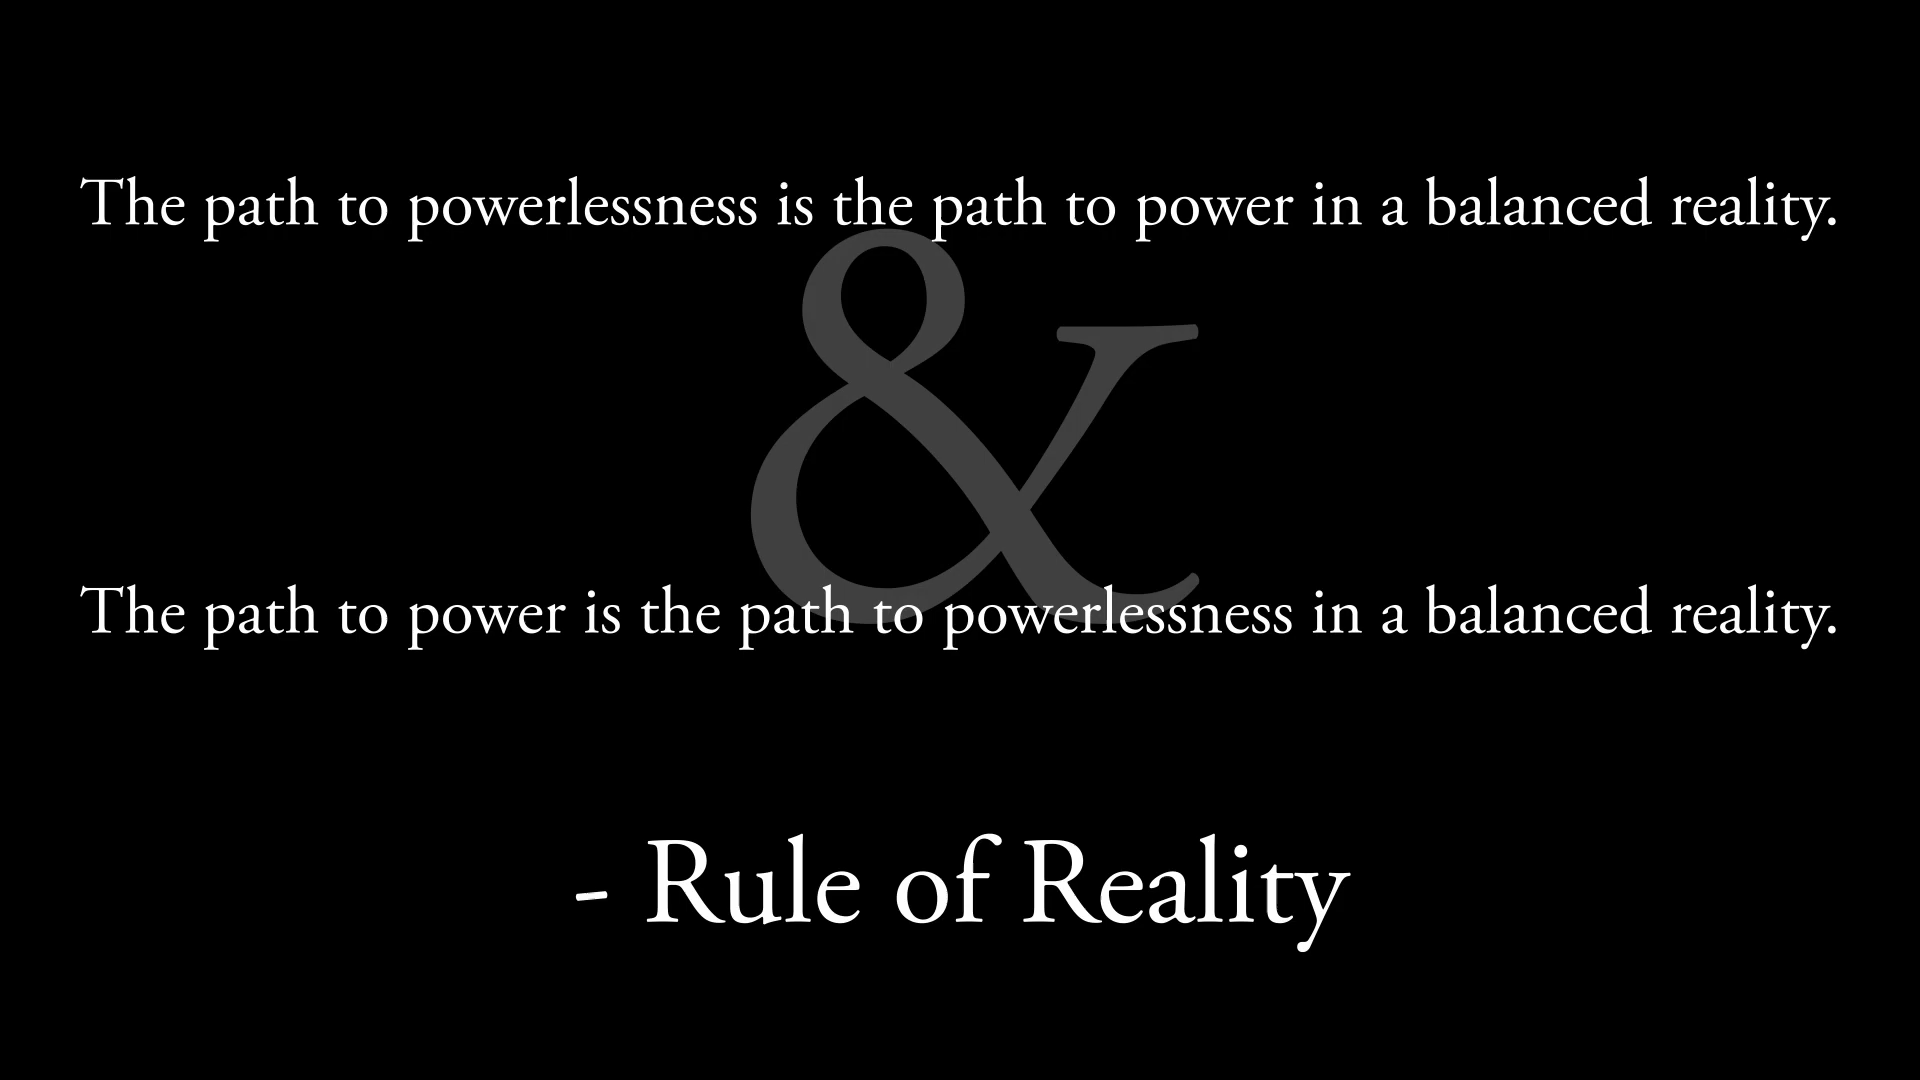 The path to powerlessness is the path to power in a balanced reality.
&
The path to power is the path to powerlessness in a balanced reality.
- Rule of Reality